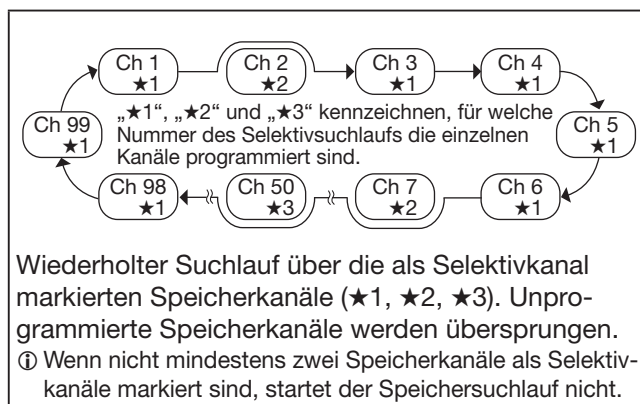 Ch 1
★1
Ch 2
★2
Ch 3
★1
Ch 4
★1
Ch 5
★1
Ch 99
★1
„★1“, „★2“ und „★3“ kennzeichnen, für welche
Nummer des Selektivsuchlaufs die einzelnen
Kanäle programmiert sind.
Ch 98
★1
Ch 50
★3
Ch 7
★2
Ch 6
★1
Wiederholter Suchlauf über die als Selektivkanal
markierten Speicherkanäle (★1, ★2, ★3). Unpro-
grammierte Speicherkanäle werden übersprungen.
ⓘ Wenn nicht mindestens zwei Speicherkanäle als Selektiv-
kanäle markiert sind, startet der Speichersuchlauf nicht.